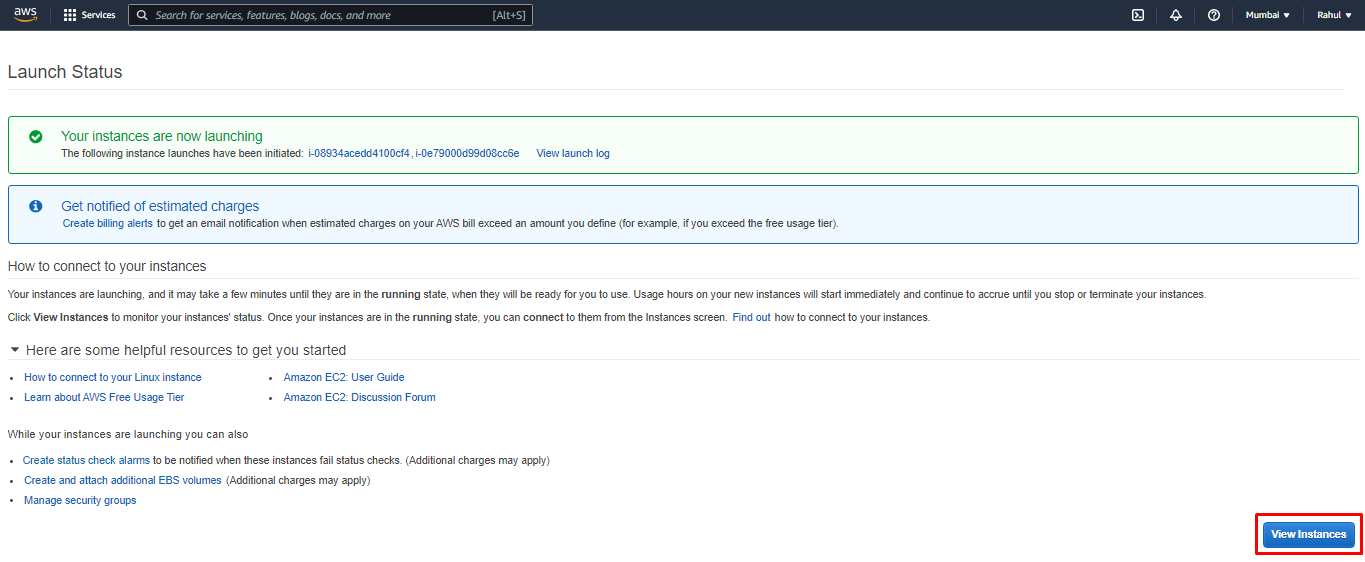 aws Services Search for services, features, blogs, docs, and more [Alt+S] Mumbai Rahul
Launch Status
Your instances are now launching
The following instance launches have been initiated: i-08934acedd4100cf4, i-0e79000d99d08cc6e View launch log
Get notified of estimated charges
Create billing alerts to get an email notification when estimated charges on your AWS bill exceed an amount you define (for example, if you exceed the free usage tier).
How to connect to your instances
Your instances are launching, and it may take a few minutes until they are in the running state, when they will be ready for you to use. Usage hours on your new instances will start immediately and continue to accrue until you stop or terminate your instances.
Click View Instances to monitor your instances' status. Once your instances are in the running state, you can connect to them from the Instances screen. Find out how to connect to your instances.
Here are some helpful resources to get you started
• How to connect to your Linux instance
• Learn about AWS Free Usage Tier
• Amazon EC2: User Guide
• Amazon EC2: Discussion Forum
While your instances are launching you can also
• Create status check alarms to be notified when these instances fail status checks. (Additional charges may apply)
• Create and attach additional EBS volumes (Additional charges may apply)
• Manage security groups
View Instances